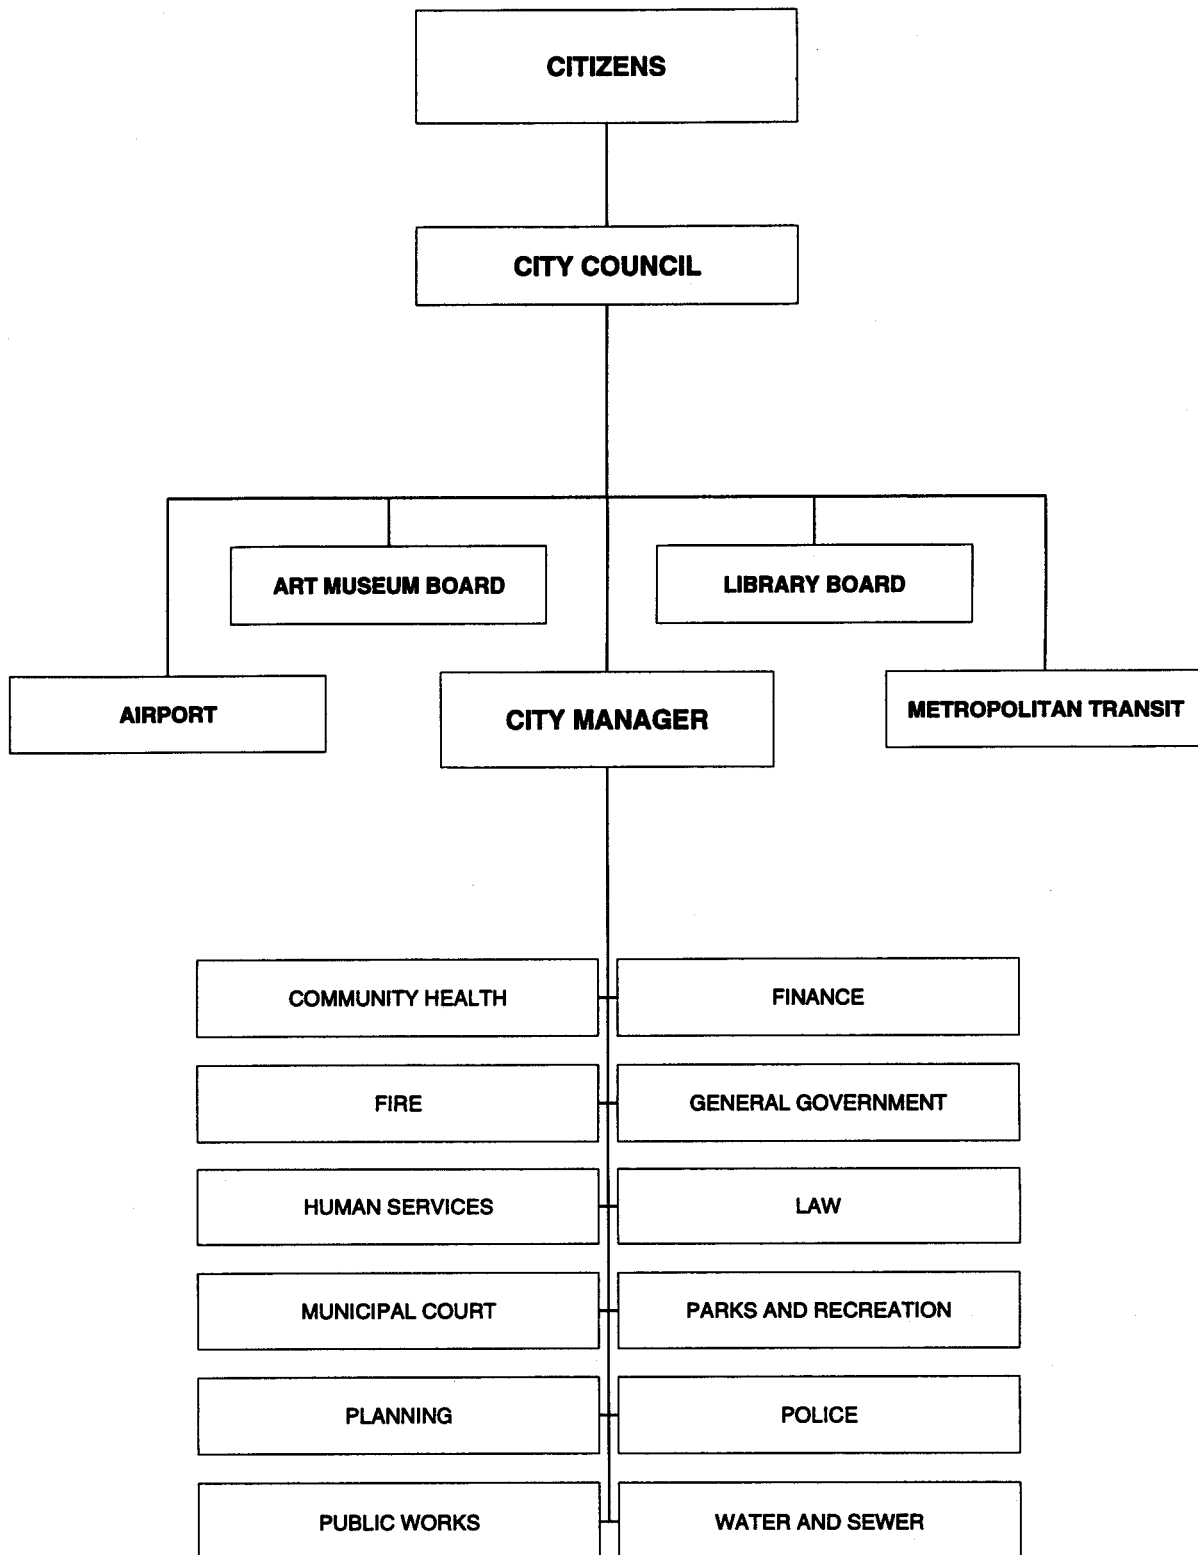 CITIZENS
CITY COUNCIL
ART MUSEUM BOARD
LIBRARY BOARD
AIRPORT
CITY MANAGER
METROPOLITAN TRANSIT
COMMUNITY HEALTH
FINANCE
FIRE
GENERAL GOVERNMENT
HUMAN SERVICES
LAW
MUNICIPAL COURT
PARKS AND RECREATION
PLANNING
POLICE
PUBLIC WORKS
WATER AND SEWER